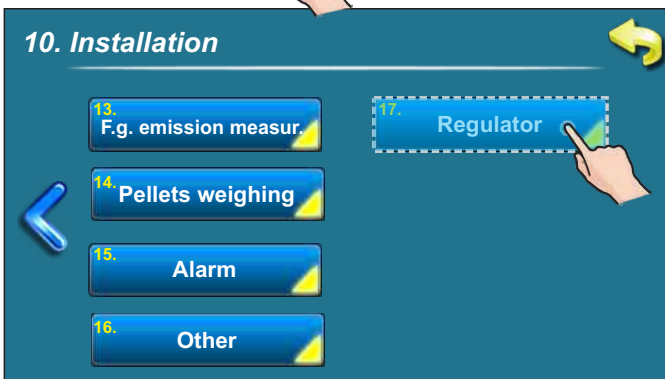 10. Installation
13.
F.g. emission measur.
14.
Pellets weighing
15.
Alarm
16.
Other
17.
Regulator